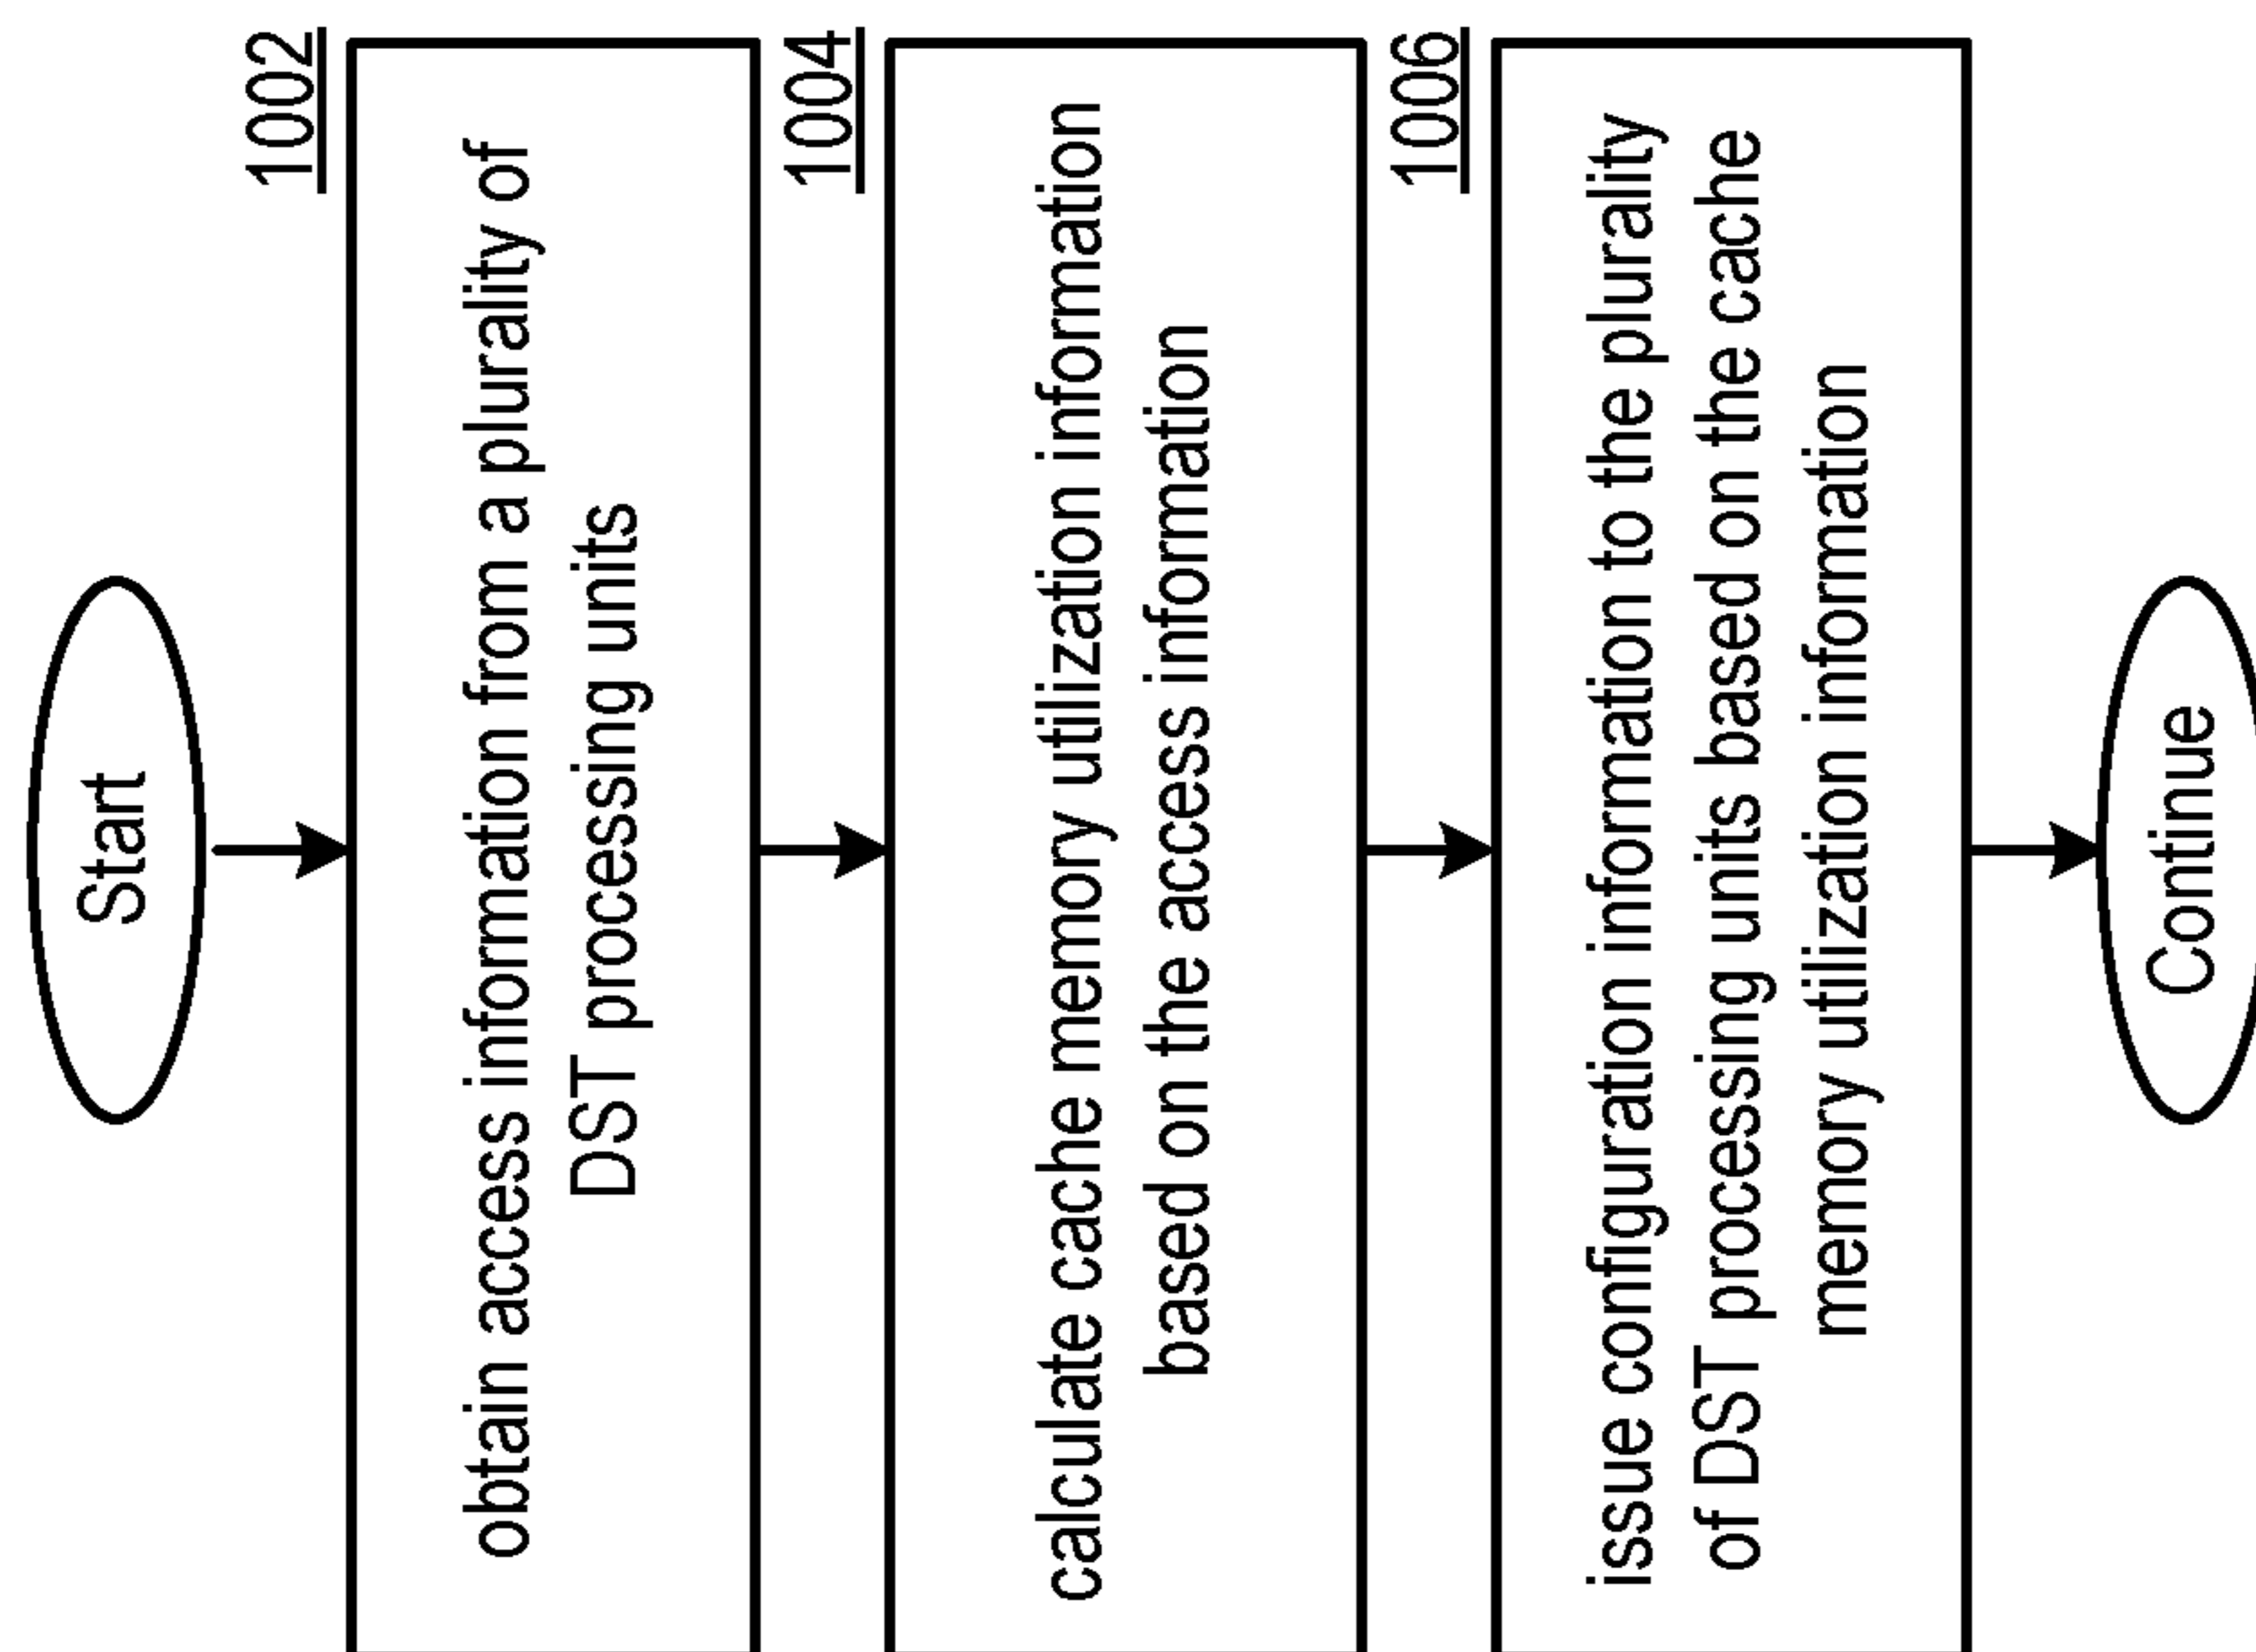 Start
1002
obtain access information from a plurality of
DST processing units
1004
calculate cache memory utilization information
based on the access information
1006
issue configuration information to the plurality
of DST processing units based on the cache
memory utilization information
Continue